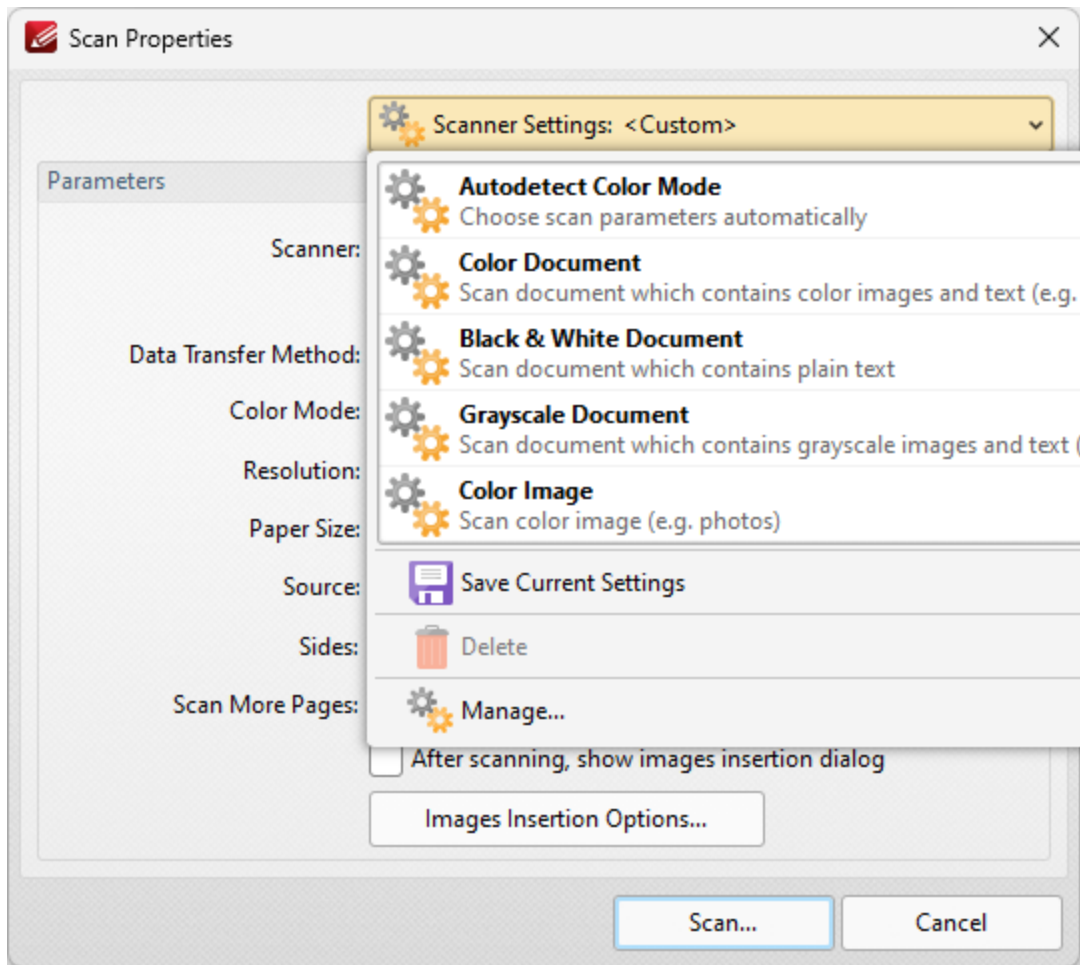 Scan Properties
Scanner Settings: <Custom>
Parameters
Autodetect Color Mode
Choose scan parameters automatically
Scanner:
Color Document
Scan document which contains color images and text (e.g.
Black & White Document
Data Transfer Method:
Scan document which contains plain text
Color Mode:
Grayscale Document
Scan document which contains grayscale images and text (
Resolution:
Color Image
Scan color image (e.g. photos)
Paper Size:
Source:
Save Current Settings
Sides:
Delete
Scan More Pages:
Manage...
After scanning, show images insertion dialog
Images Insertion Options...
Scan...
Cancel